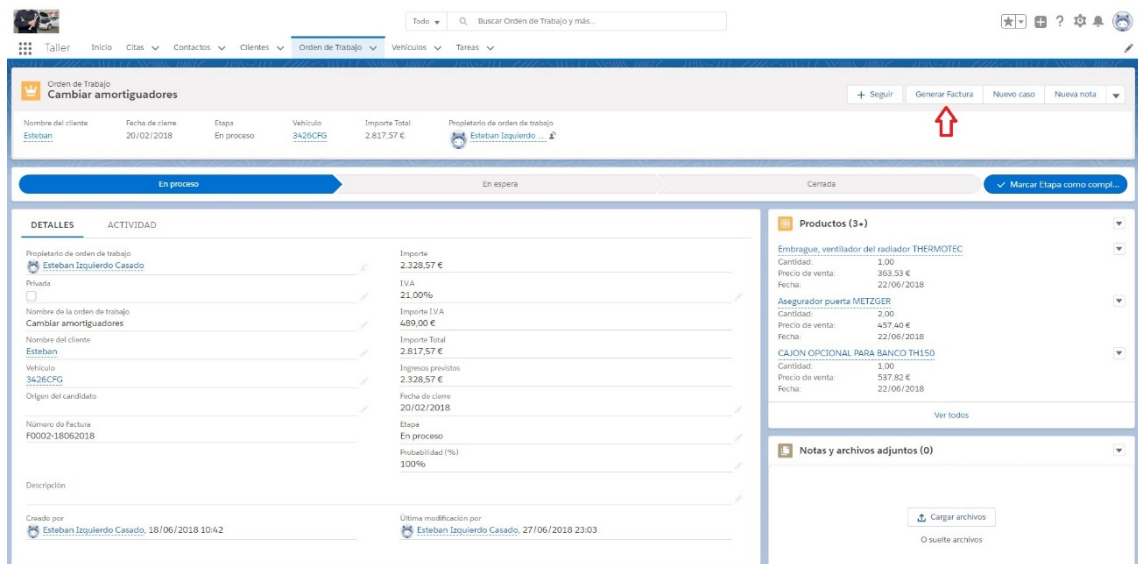 Todo
Buscar Orden de Trabajo y más...
Taller Inicio Citas Contactos Clientes Orden de Trabajo Vehículos Tareas
Orden de Trabajo
Cambiar amortiguadores
+ Seguir Generar Factura Nuevo caso Nueva nota
Nombre del cliente Fecha de cierre Etapa Vehículo Importe Total Propietario de orden de trabajo
Esteban 20/02/2018 En proceso 3426CFG 2.817,57 € Esteban Izquierdo ...
En proceso En espera Cerrada Marcar Etapa como compl...
DETALLES ACTIVIDAD
Propietario de orden de trabajo
Esteban Izquierdo Casado
Privada
Nombre de la orden de trabajo
Cambiar amortiguadores
Nombre del cliente
Esteban
Vehículo
3426CFG
Origen del candidato
Número de Factura
F0002-18062018
Descripción
Creado por
Esteban Izquierdo Casado, 18/06/2018 10:42
Importe
2.328,57 €
IVA
21,00%
Importe I.V.A
489,00 €
Importe Total
2.817,57 €
Ingresos previstos
2.328,57 €
Fecha de cierre
20/02/2018
Etapa
En proceso
Probabilidad (%)
100%
Última modificación por
Esteban Izquierdo Casado, 27/06/2018 23:03
Productos (3+)
Embrague, ventilador del radiador THERMOTEC
Cantidad: 1,00
Precio de venta: 363,53 €
Fecha: 22/06/2018
Asegurador puerta METZGER
Cantidad: 2,00
Precio de venta: 457,40 €
Fecha: 22/06/2018
CAJON OPCIONAL PARA BANCO TH150
Cantidad: 1,00
Precio de venta: 537,82 €
Fecha: 22/06/2018
Ver todos
Notas y archivos adjuntos (0)
Cargar archivos
O suelte archivos